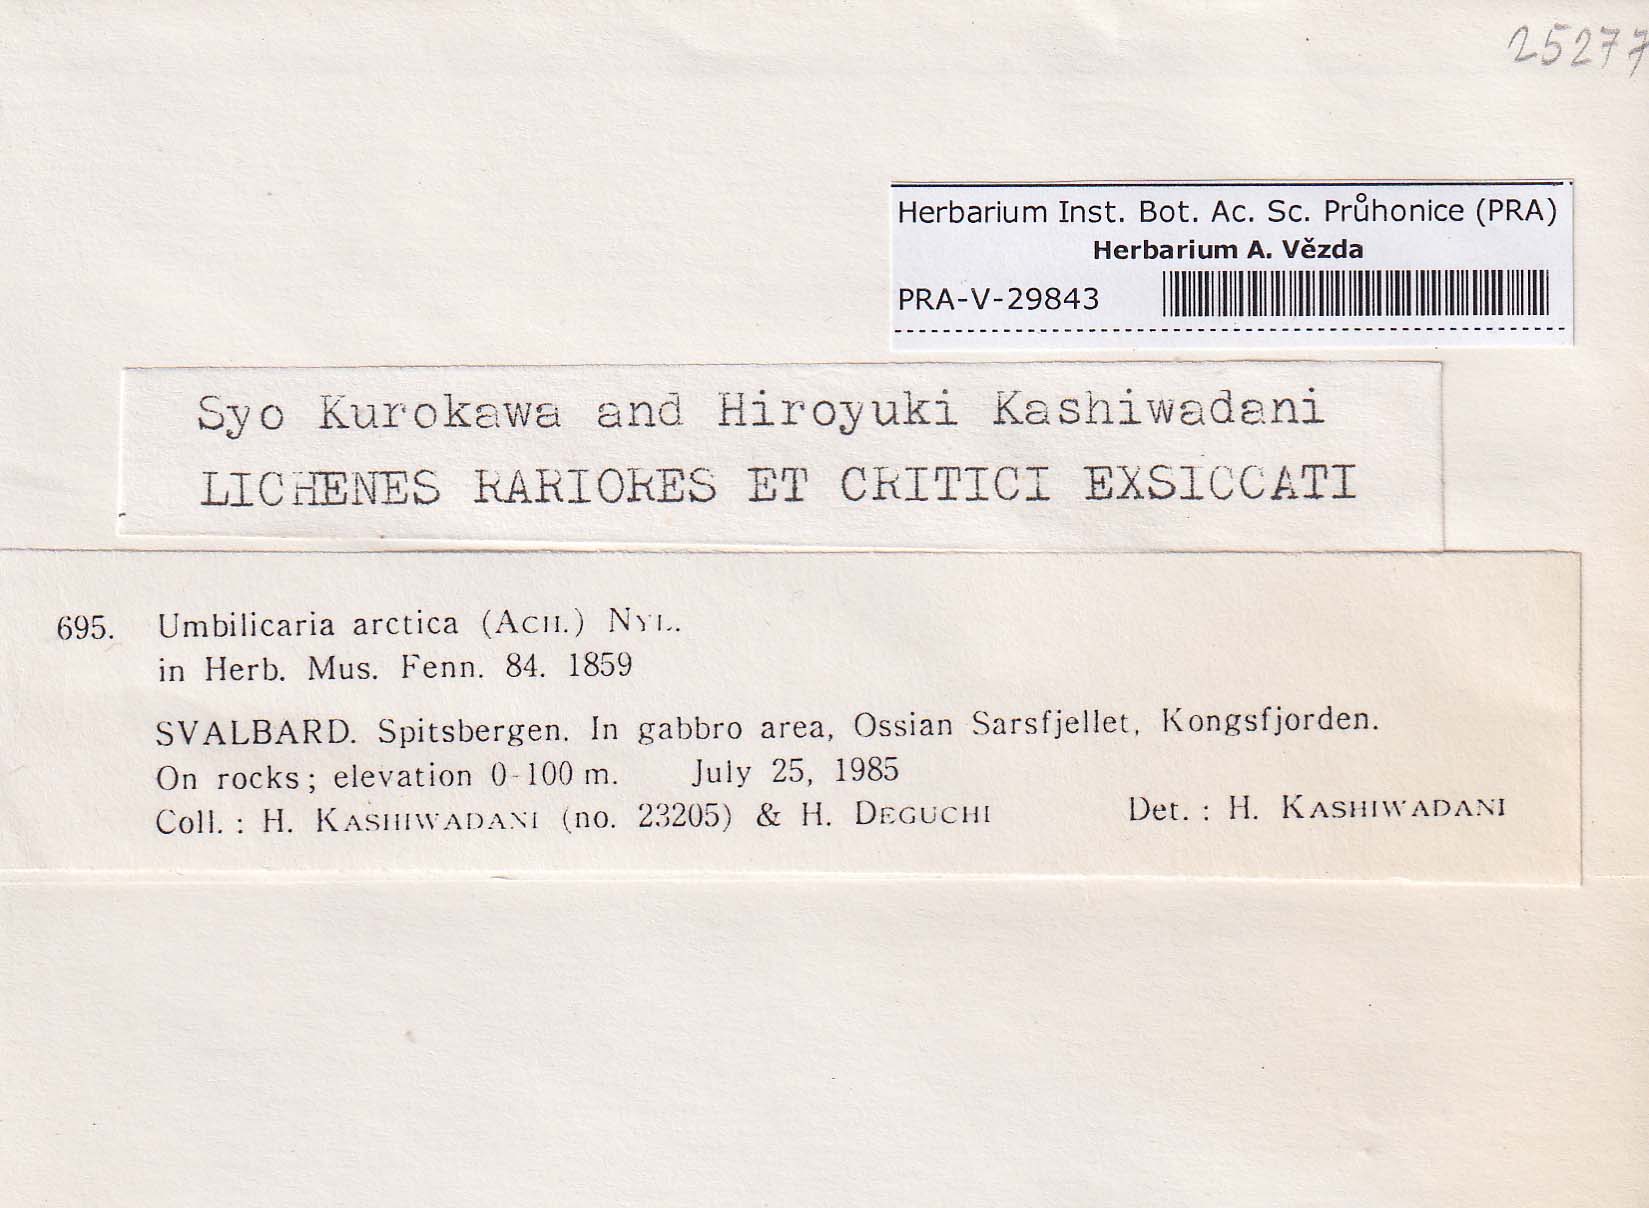 25277
Herbarium Inst. Bot. Ac. Sc. Průhonice (PRA)
Herbarium A. Vězda
PRA-V-29843
Syo Kurokawa and Hiroyuki Kashiwadani
LICHENES RARIORES ET CRITICI EXSICCATI
695. Umbilicaria arctica (ACH.) NYL.
in Herb. Mus. Fenn. 84. 1859
SVALBARD. Spitsbergen. In gabbro area, Ossian Sarsfjellet, Kongsfjorden.
On rocks; elevation 0-100 m. July 25, 1985
Coll.: H. KASHIWADANI (no. 23205) & H. DEGUCHI Det.: H. KASHIWADANI